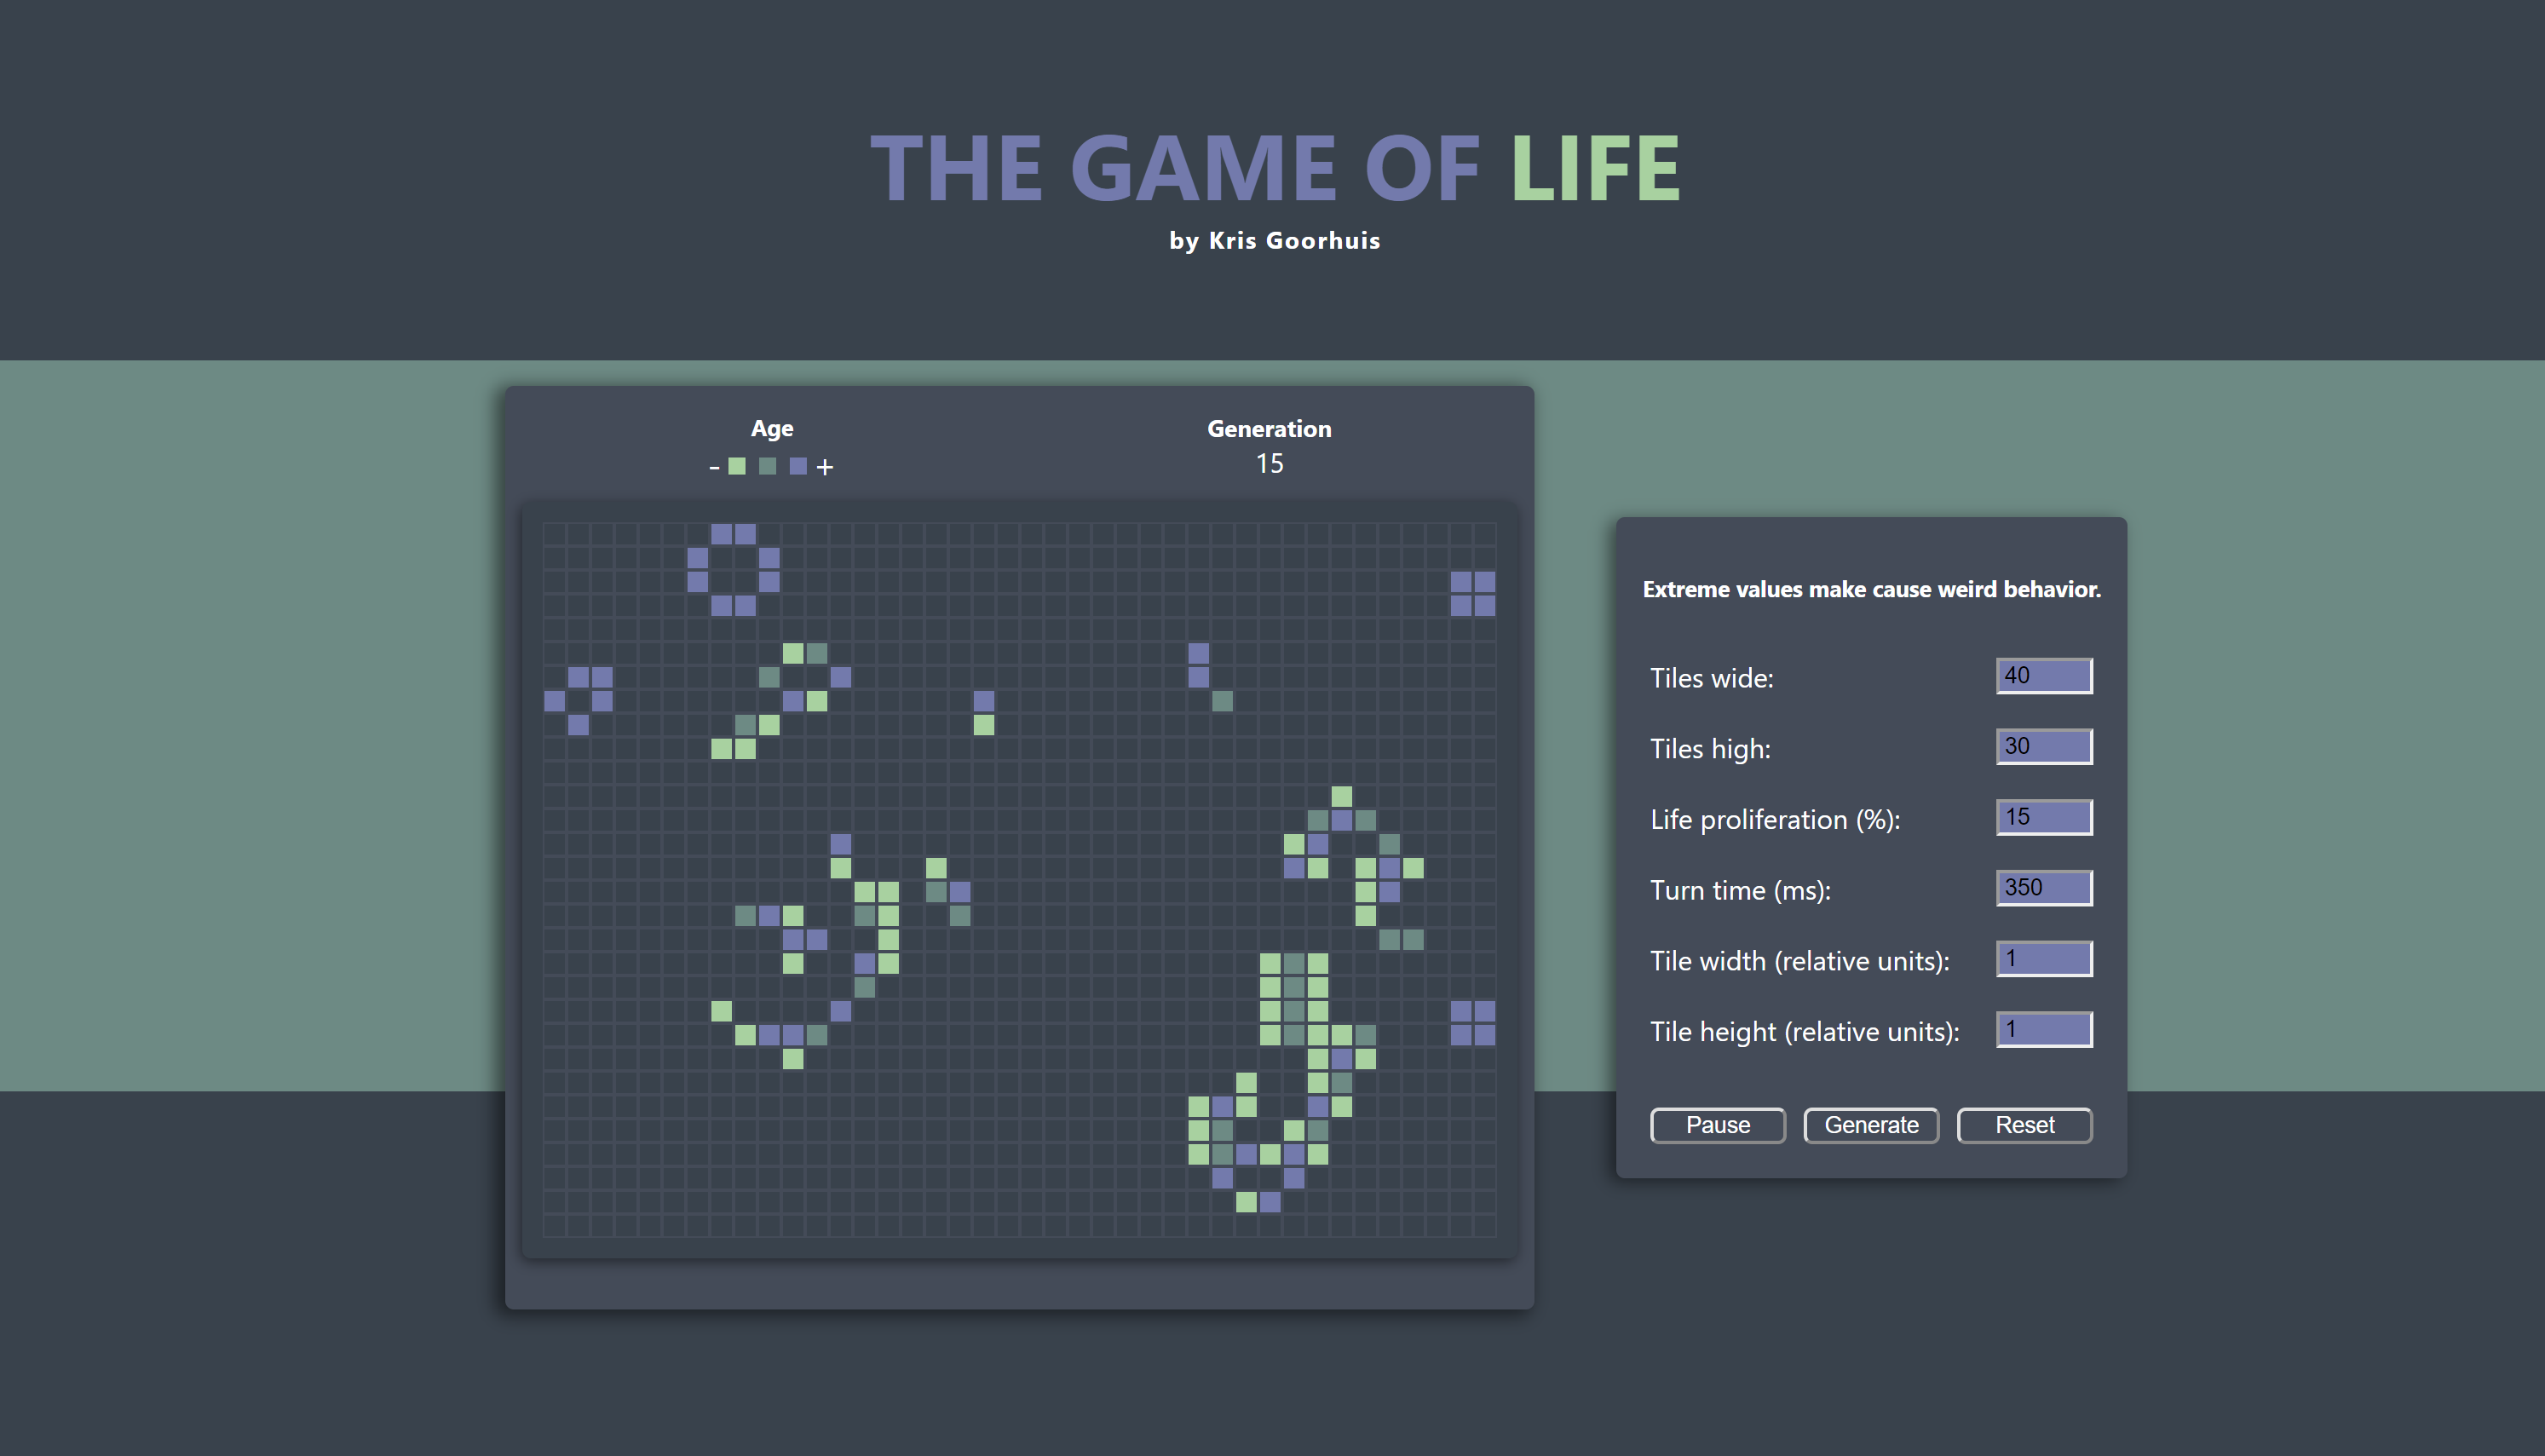 THE GAME OF LIFE
by Kris Goorhuis
Age
- +
Generation
15
Extreme values make cause weird behavior.
Tiles wide: 40
Tiles high: 30
Life proliferation (%): 15
Turn time (ms): 350
Tile width (relative units): 1
Tile height (relative units): 1
Pause Generate Reset